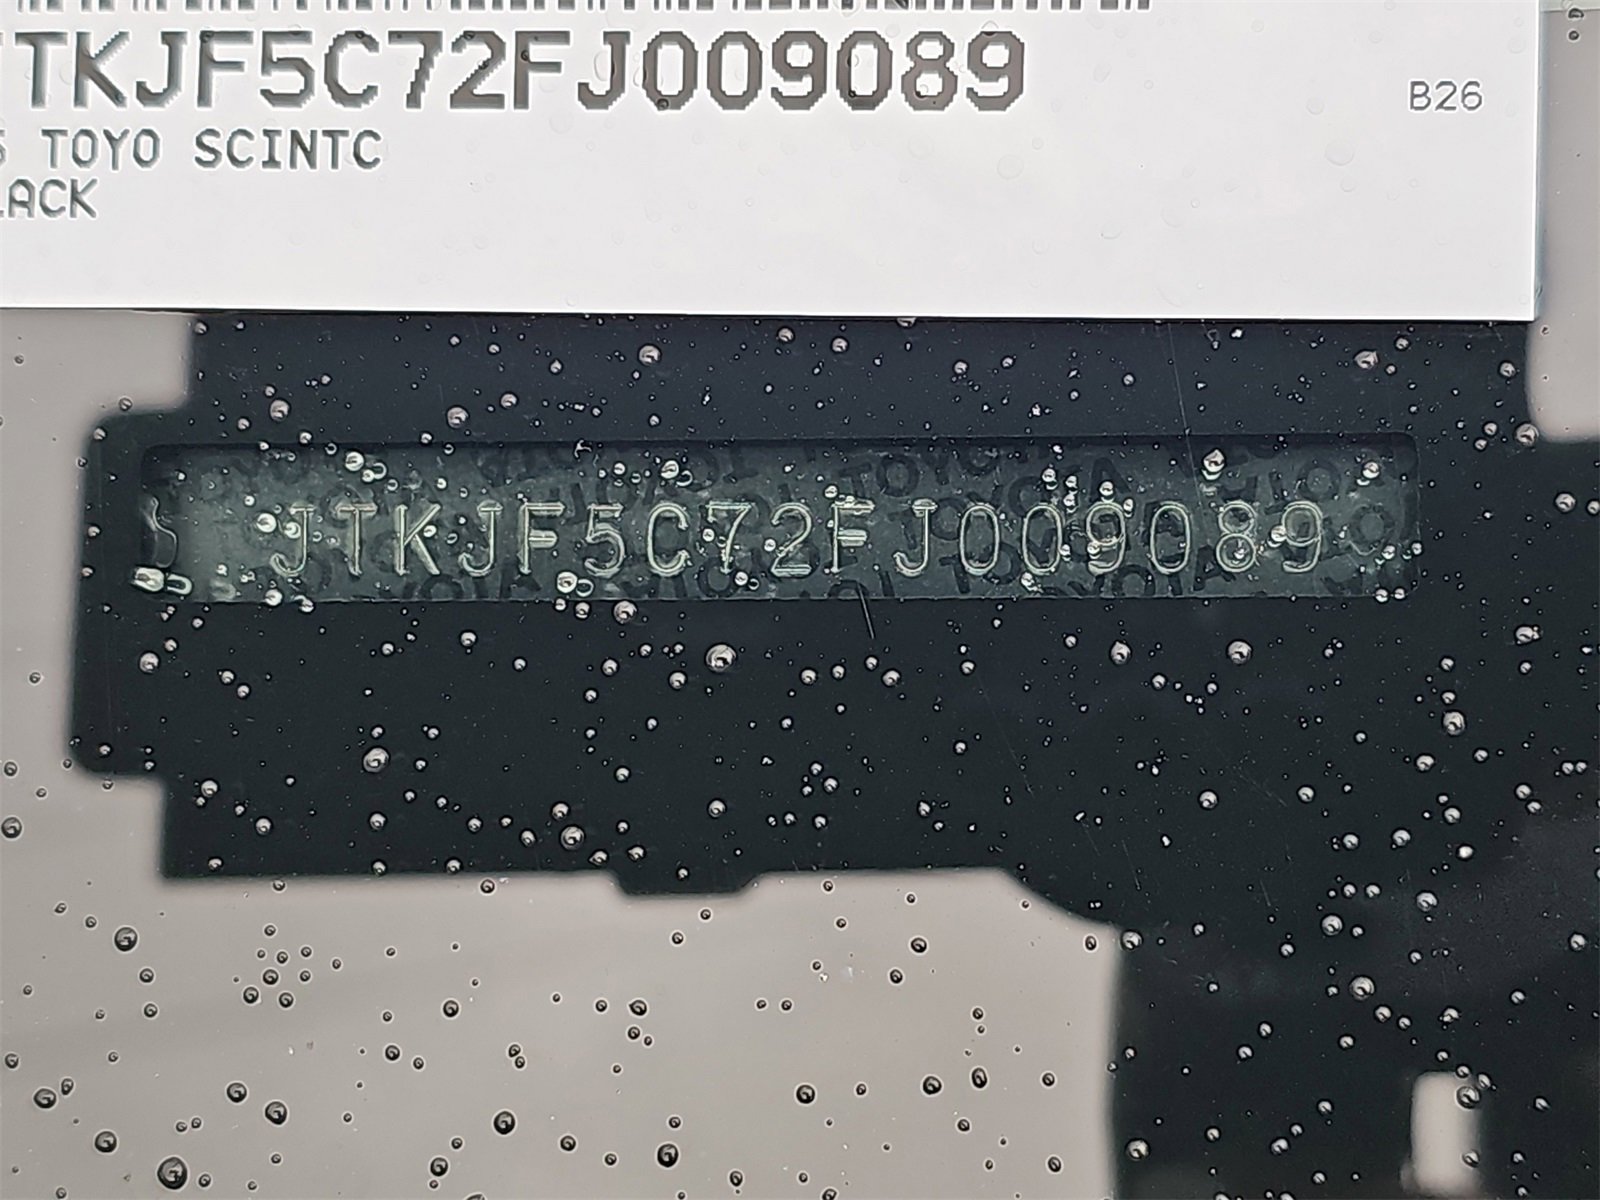 TKJF5C72FJ009089
B26
TOYO SCINTC
LACK
JTKJF5C72FJ009089